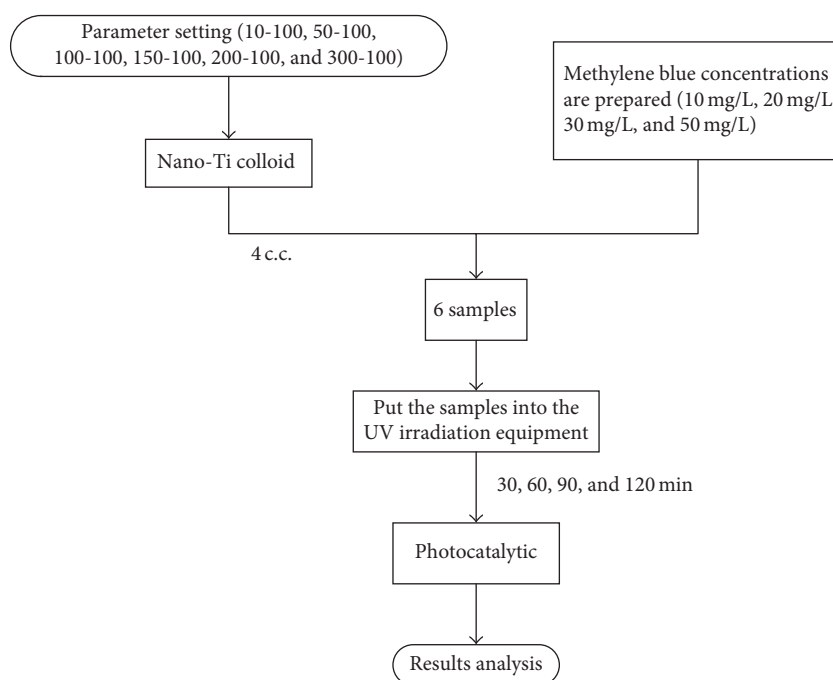 Parameter setting (10-100, 50-100,
100-100, 150-100, 200-100, and 300-100)
Methylene blue concentrations
are prepared (10 mg/L, 20 mg/L
30 mg/L, and 50 mg/L)
Nano-Ti colloid
4 c.c.
6 samples
Put the samples into the
UV irradiation equipment
30, 60, 90, and 120 min
Photocatalytic
Results analysis